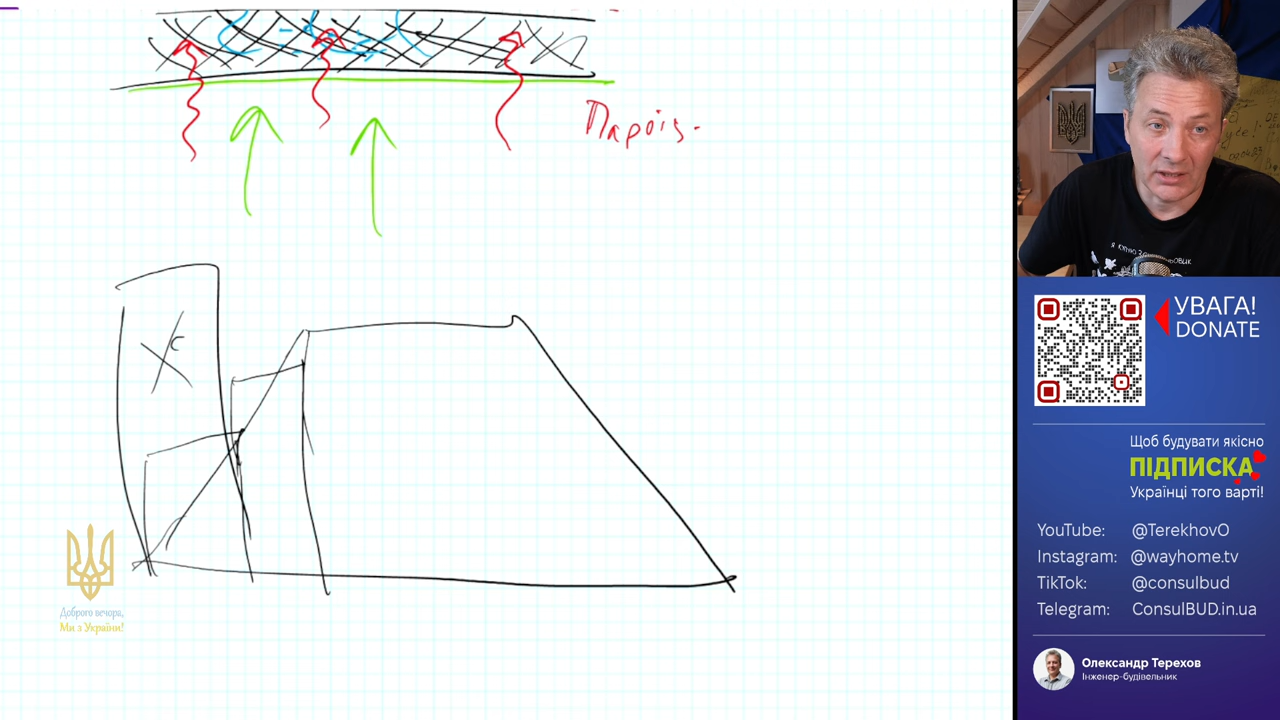 Пароіз.
Доброго вечора,
Ми з України!
Я КУПУЮ
УВАГА!
DONATE
Щоб будувати якісно
ПІДПИСКА
Українці того варті!
YouTube: @TerekhovO
Instagram: @wayhome.tv
TikTok: @consulbud
Telegram: ConsulBUD.in.ua
Олександр Терехов
Інженер-будівельник